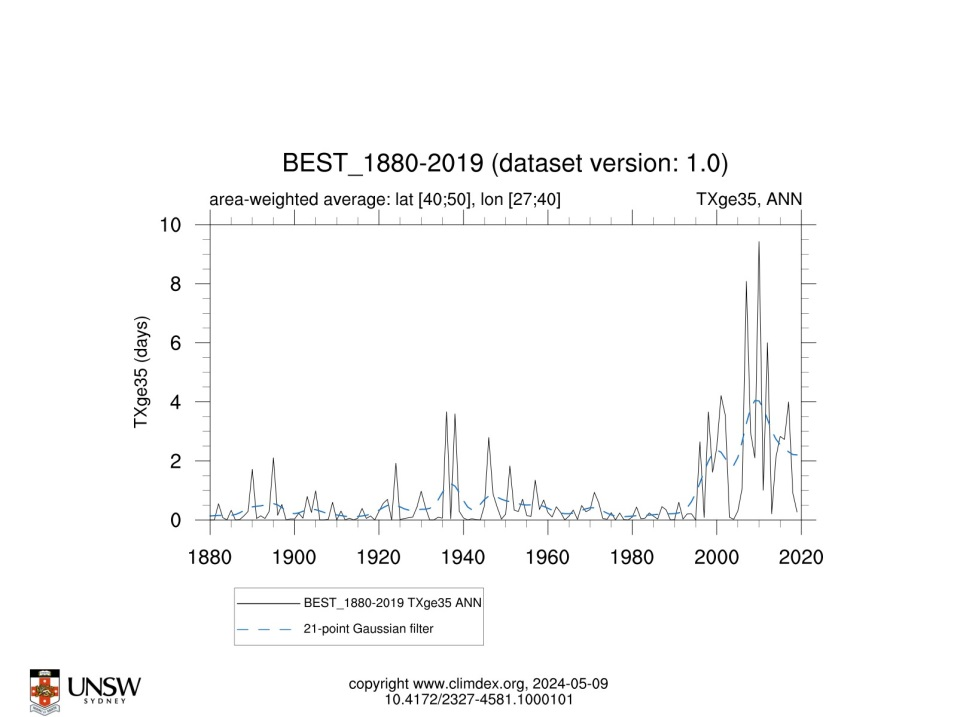 BEST_1880-2019 (dataset version: 1.0)
area-weighted average: lat [40;50], lon [27;40] TXge35, ANN
TXge35 (days)
10
8
6
4
2
0
1880 1900 1920 1940 1960 1980 2000 2020
BEST_1880-2019 TXge35 ANN
21-point Gaussian filter
UNSW
SYDNEY
copyright www.climdex.org, 2024-05-09
10.4172/2327-4581.1000101